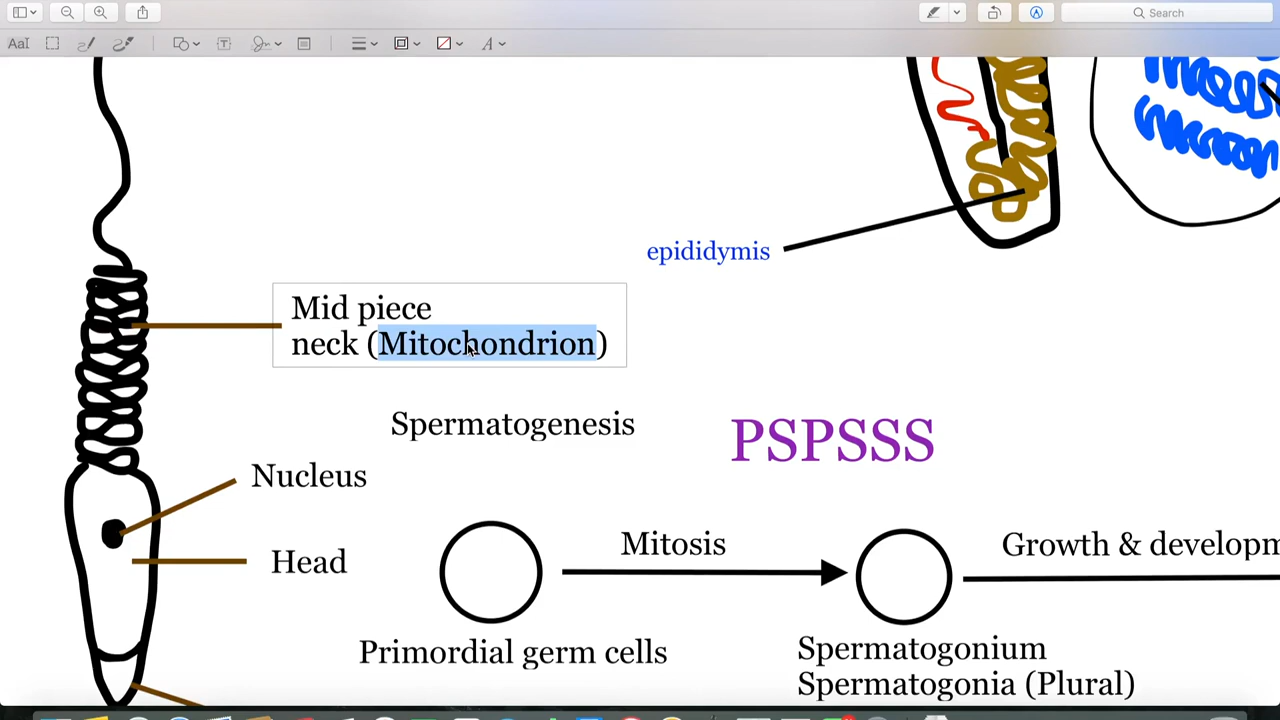 Search
AaI
T
A
epididymis
Mid piece
neck (Mitochondrion)
Spermatogenesis
PSPSSS
Nucleus
Mitosis
Growth & developm
Head
Primordial germ cells
Spermatogonium
Spermatogonia (Plural)